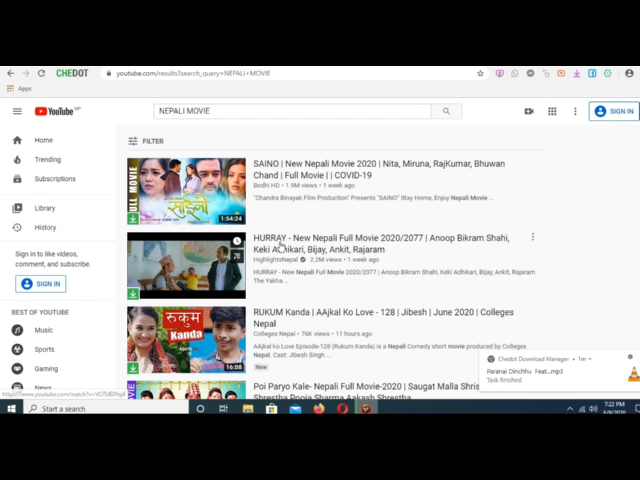 CHEDOT
youtube.com/results?search_query=NEPALI+MOVIE
Apps
YouTube NP
NEPALI MOVIE
SIGN IN
Home
Trending
Subscriptions
Library
History
Sign in to like videos,
comment, and subscribe.
SIGN IN
BEST OF YOUTUBE
Music
Sports
Gaming
News
FILTER
FULL MOVIE
साइनो
1:54:24
SAINO | New Nepali Movie 2020 | Nita, Miruna, RajKumar, Bhuwan
Chand | Full Movie | | COVID-19
Bodhi HD • 1.9M views • 1 week ago
"Chandra Binayak Film Production" Presents "SAINO" Stay Home, Enjoy Nepali Movie ...
HURRAY - New Nepali Full Movie 2020/2077 | Anoop Bikram Shahi,
Keki Adhikari, Bijay, Ankit, Rajaram
HighlightsNepal • 2.2M views • 1 week ago
HURRAY - New Nepali Full Movie 2020/2077 | Anoop Bikram Shahi, Keki Adhikari, Bijay, Ankit, Rajaram
The Yakha ...
रुकुम
Kanda
16:08
RUKUM Kanda | AAjkal Ko Love - 128 | Jibesh | June 2020 | Colleges
Nepal
Colleges Nepal • 76K views • 11 hours ago
AAjkal ko Love Episode-128 (Rukum Kanda) is a Nepali Comedy short movie produced by Colleges
Nepal. Cast: Jibesh Singh ...
New
Poi Paryo Kale- Nepali Full Movie-2020 | Saugat Malla Shris
Shrestha Pooja Sharma Aakash Shrestha
Chedot Download Manager • 1m
Paranai Dinchhu Feat...mp3
Task finished
Start a search
7:22 PM
6/9/2020